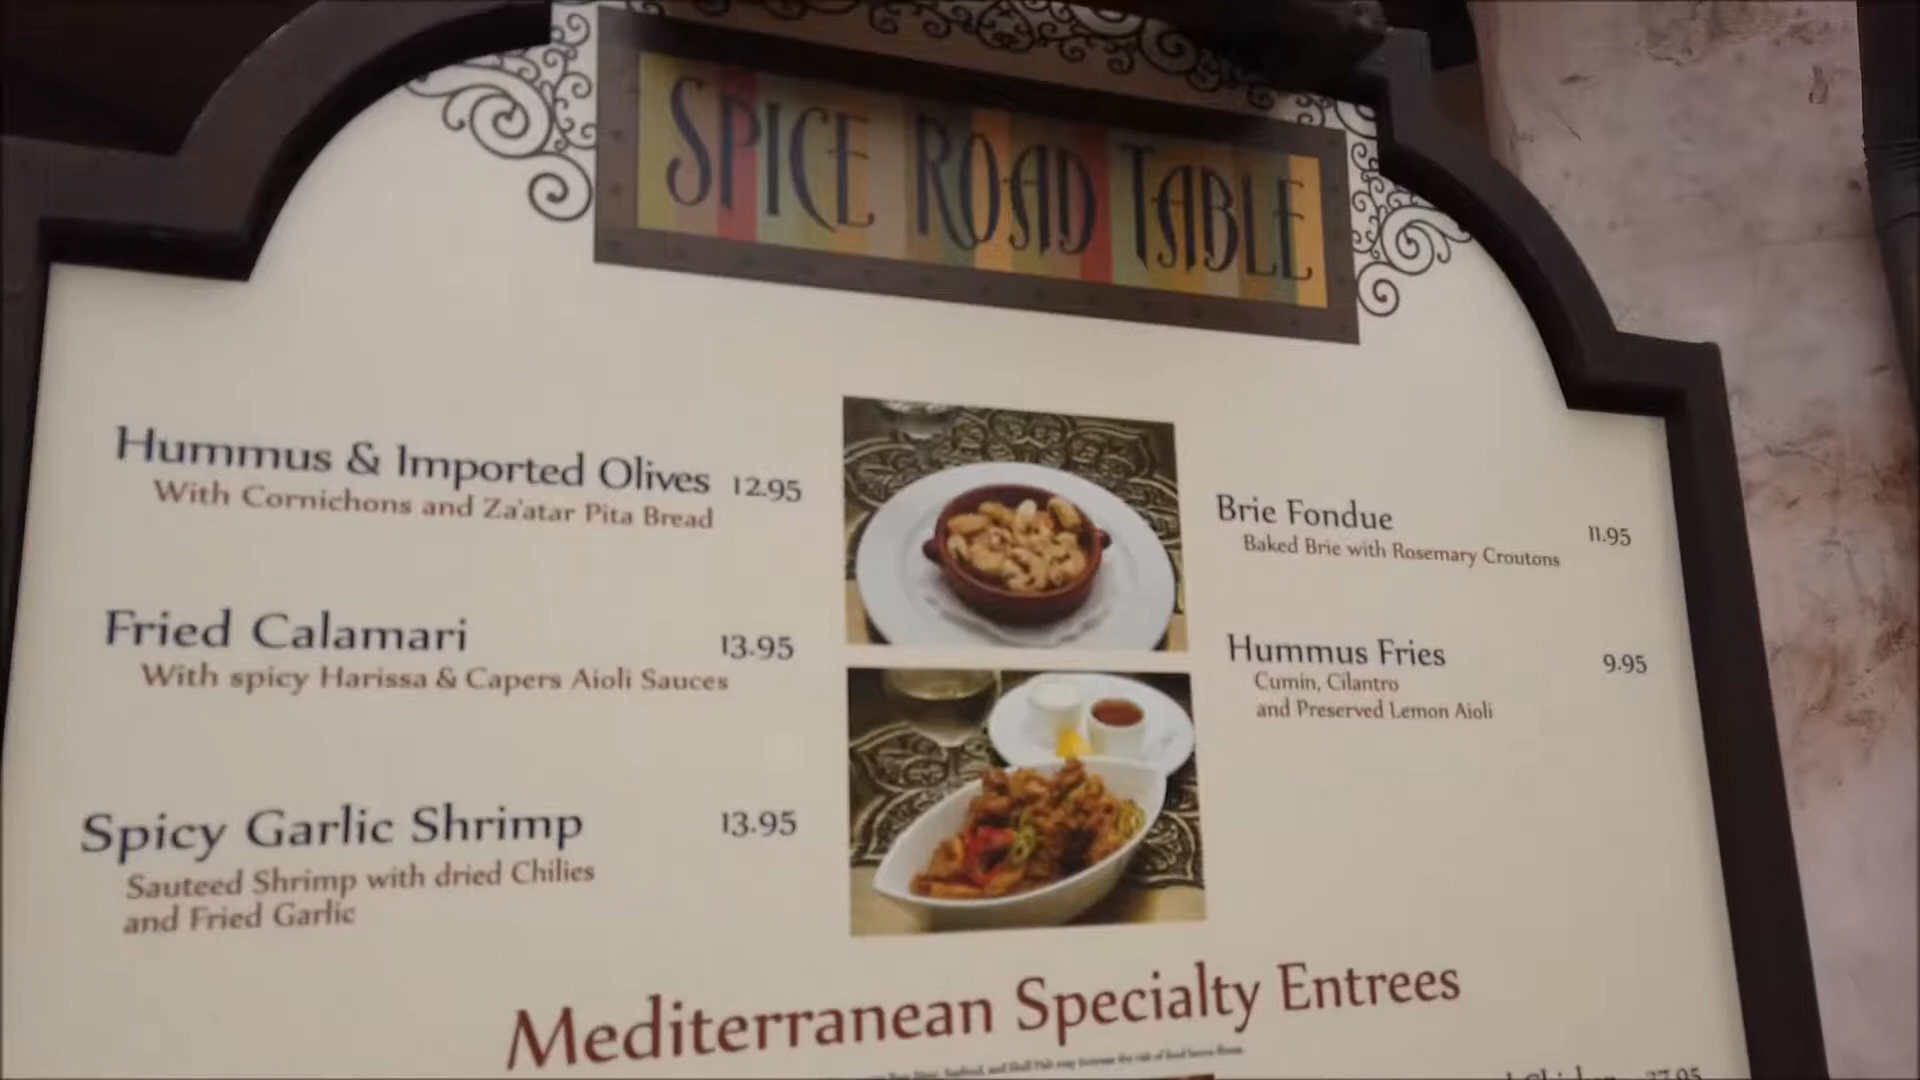 SPICE ROAD TABLE
Hummus & Imported Olives 12.95
With Cornichons and Za'atar Pita Bread
Fried Calamari 13.95
With spicy Harissa & Capers Aioli Sauces
Spicy Garlic Shrimp 13.95
Sauteed Shrimp with dried Chilies
and Fried Garlic
Brie Fondue 11.95
Baked Brie with Rosemary Croutons
Hummus Fries 9.95
Cumin, Cilantro
and Preserved Lemon Aioli
Mediterranean Specialty Entrees